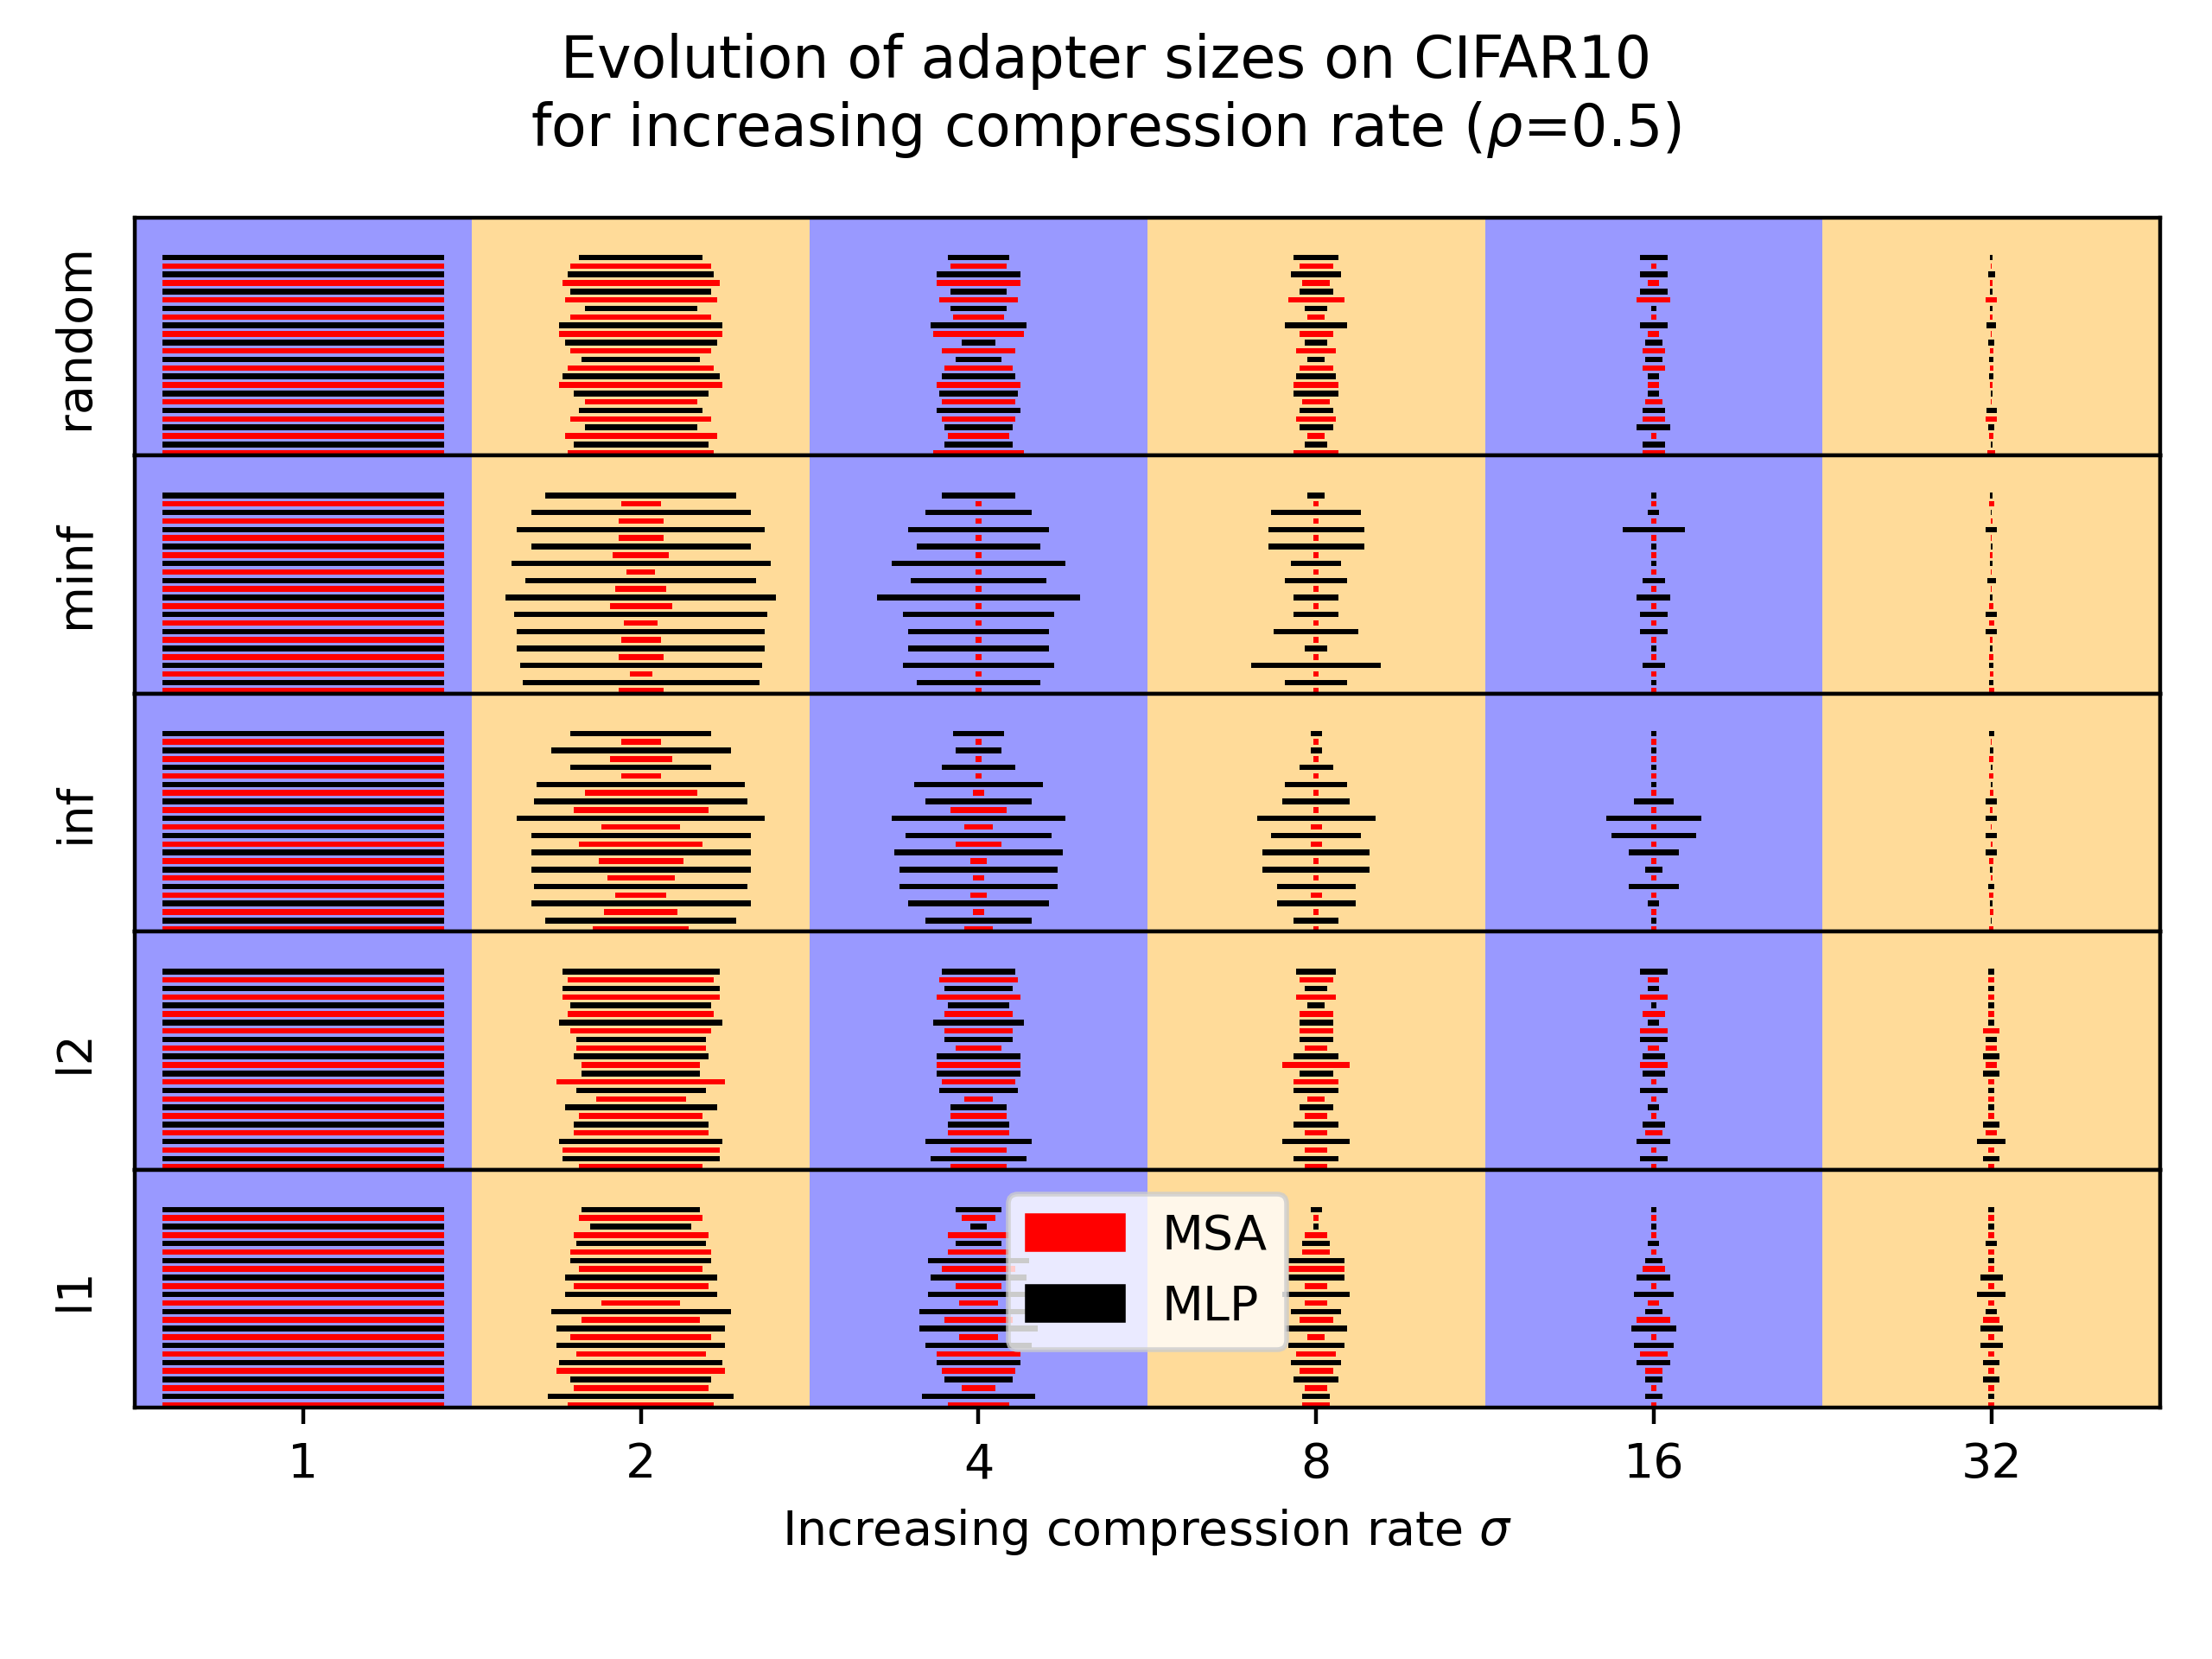 Evolution of adapter sizes on CIFAR10
for increasing compression rate (ρ=0.5)
random
minf
inf
l2
l1
MSA
MLP
1 2 4 8 16 32
Increasing compression rate σ